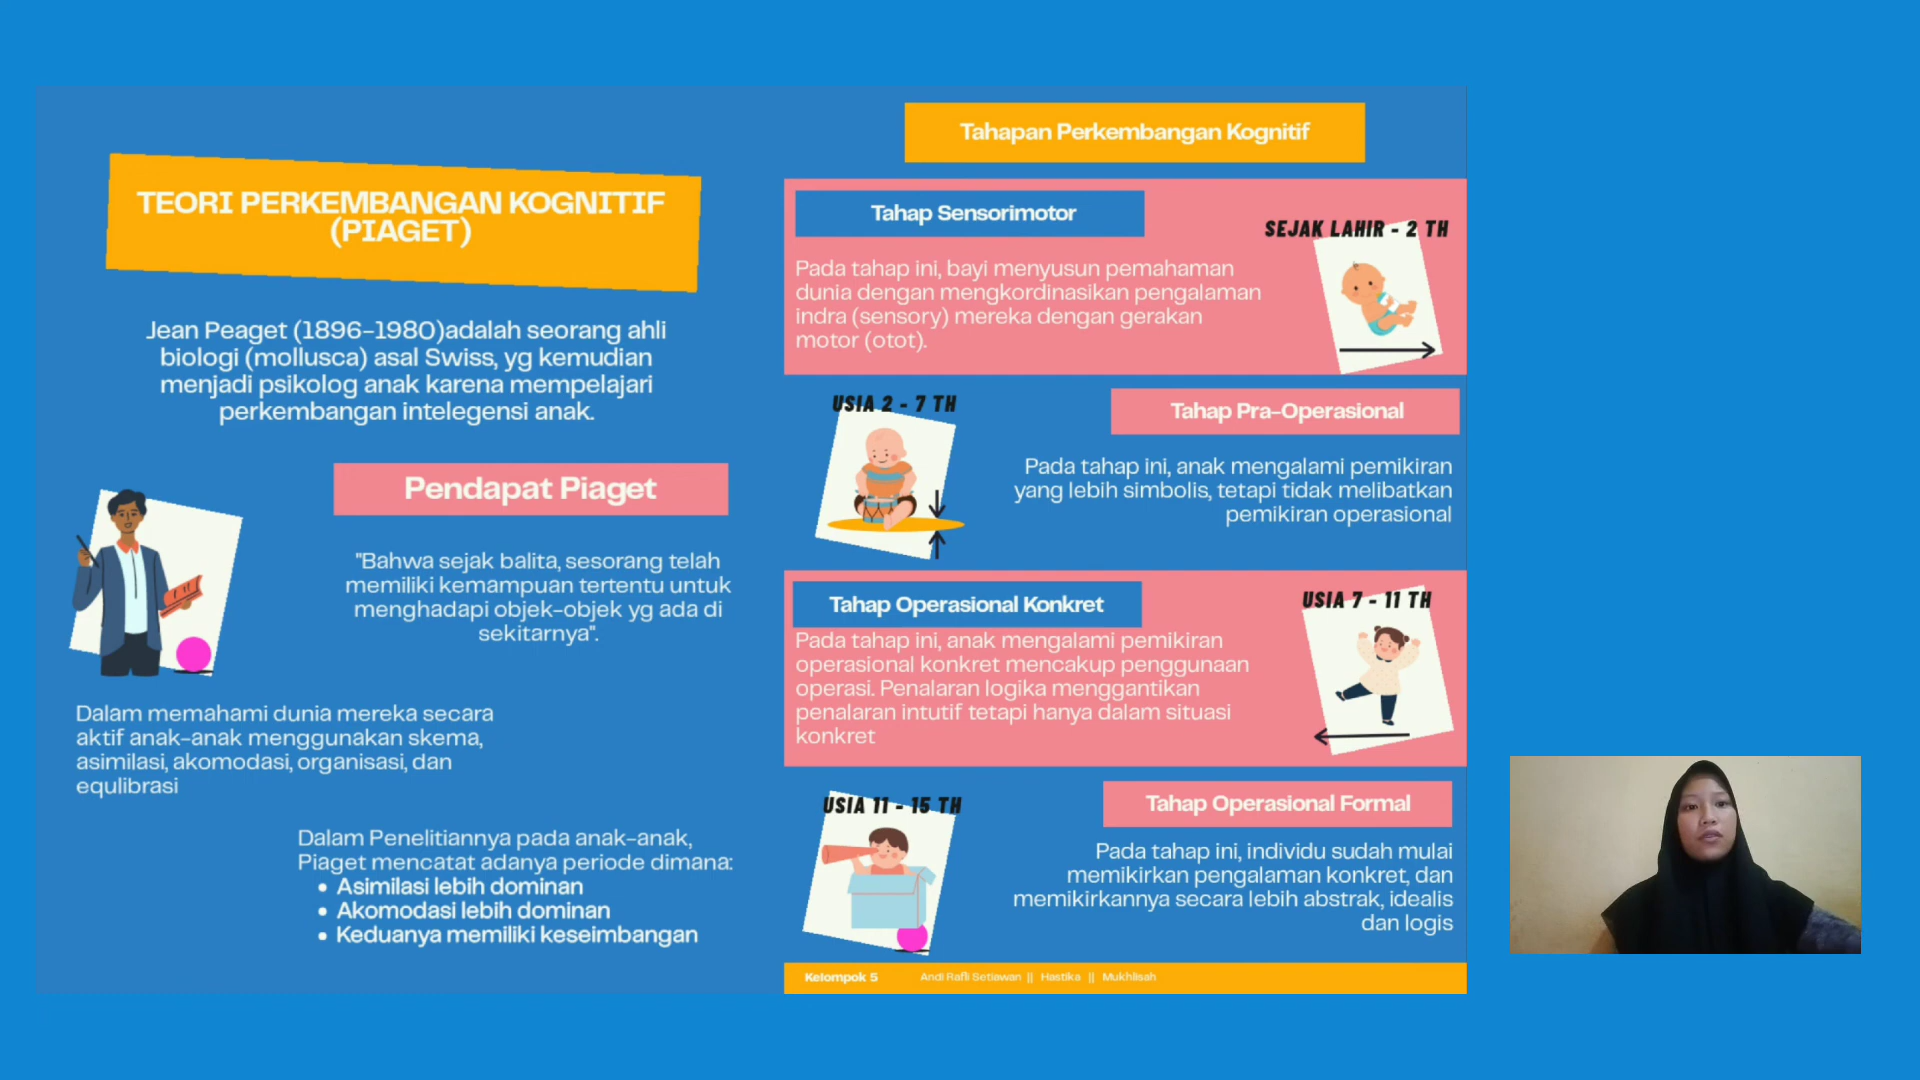 TEORI PERKEMBANGAN KOGNITIF
(PIAGET)
Jean Peaget (1896-1980)adalah seorang ahli
biologi (mollusca) asal Swiss, yg kemudian
menjadi psikolog anak karena mempelajari
perkembangan intelegensi anak.
Pendapat Piaget
"Bahwa sejak balita, sesorang telah
memiliki kemampuan tertentu untuk
menghadapi objek-objek yg ada di
sekitarnya".
Dalam memahami dunia mereka secara
aktif anak-anak menggunakan skema,
asimilasi, akomodasi, organisasi, dan
equlibrasi
Dalam Penelitiannya pada anak-anak,
Piaget mencatat adanya periode dimana:
• Asimilasi lebih dominan
• Akomodasi lebih dominan
• Keduanya memiliki keseimbangan
Tahapan Perkembangan Kognitif
Tahap Sensorimotor
SEJAK LAHIR - 2 TH
Pada tahap ini, bayi menyusun pemahaman
dunia dengan mengkordinasikan pengalaman
indra (sensory) mereka dengan gerakan
motor (otot).
USIA 2 - 7 TH
Tahap Pra-Operasional
Pada tahap ini, anak mengalami pemikiran
yang lebih simbolis, tetapi tidak melibatkan
pemikiran operasional
Tahap Operasional Konkret
USIA 7 - 11 TH
Pada tahap ini, anak mengalami pemikiran
operasional konkret mencakup penggunaan
operasi. Penalaran logika menggantikan
penalaran intutif tetapi hanya dalam situasi
konkret
USIA 11 - 15 TH
Tahap Operasional Formal
Pada tahap ini, individu sudah mulai
memikirkan pengalaman konkret, dan
memikirkannya secara lebih abstrak, idealis
dan logis
Kelompok 5 Andi Rafli Setiawan || Hastika || Mukhlisah